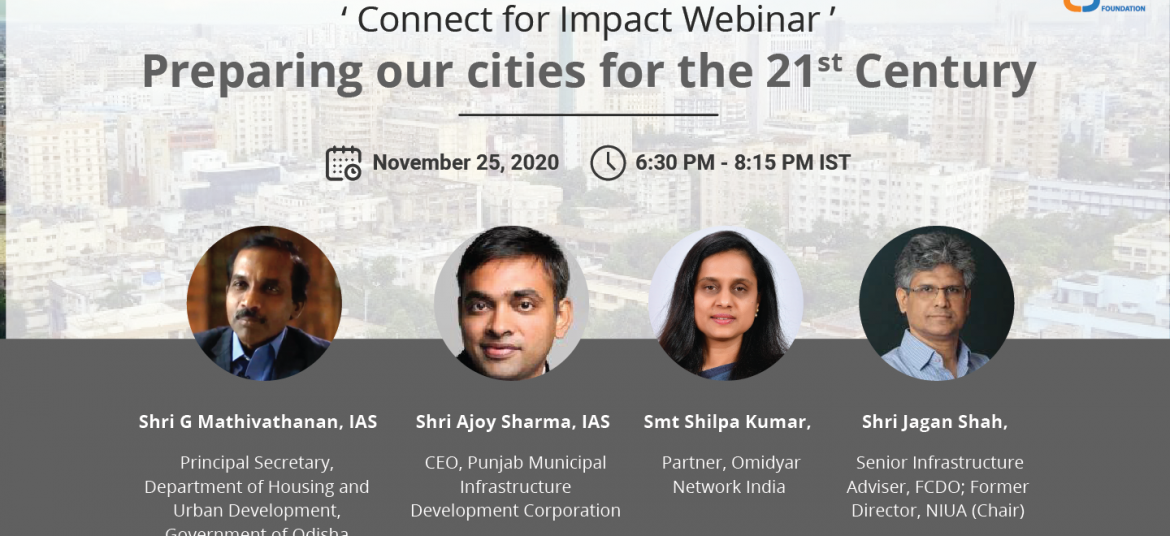 FOUNDATION
‘ Connect for Impact Webinar ’
Preparing our cities for the 21st Century
November 25, 2020
6:30 PM - 8:15 PM IST
Shri G Mathivathanan, IAS
Principal Secretary,
Department of Housing and
Urban Development,
Government of Odisha
Shri Ajoy Sharma, IAS
CEO, Punjab Municipal
Infrastructure
Development Corporation
Smt Shilpa Kumar,
Partner, Omidyar
Network India
Shri Jagan Shah,
Senior Infrastructure
Adviser, FCDO; Former
Director, NIUA (Chair)